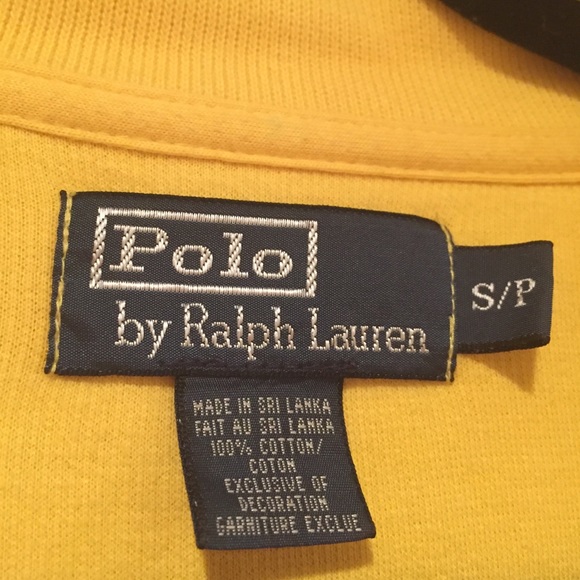 Polo
by Ralph Lauren
S/P
MADE IN SRI LANKA
FAIT AU SRI LANKA
100% COTTON/
COTON
EXCLUSIVE OF
DECORATION
GARNITURE EXCLUE